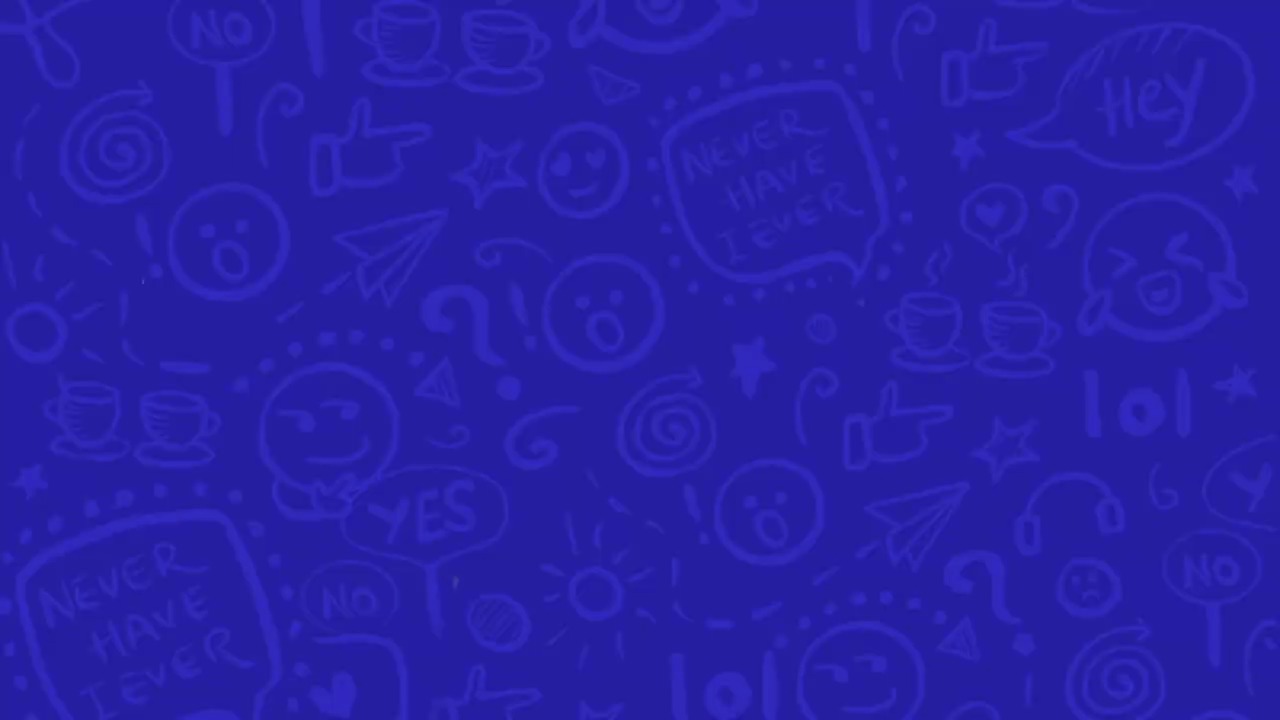 NO
Hey
NEVER
HAVE
I EVER
lol
YES
Y
NEVER
HAVE
I EVER
NO
NO
lol